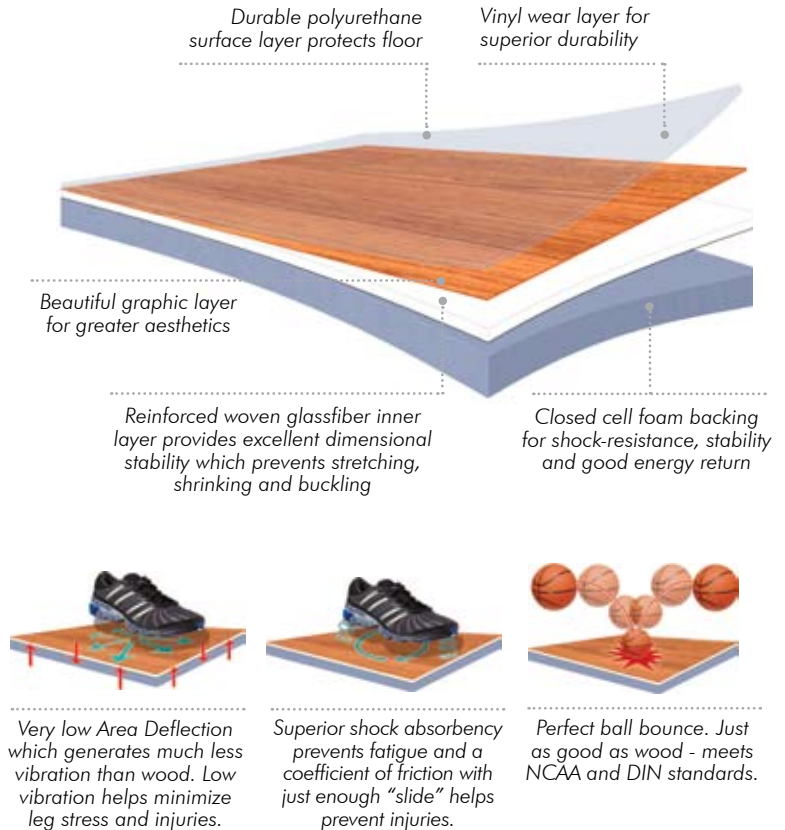 Durable polyurethane
surface layer protects floor
Vinyl wear layer for
superior durability
Beautiful graphic layer
for greater aesthetics
Reinforced woven glassfiber inner
layer provides excellent dimensional
stability which prevents stretching,
shrinking and buckling
Closed cell foam backing
for shock-resistance, stability
and good energy return
Very low Area Deflection
which generates much less
vibration than wood. Low
vibration helps minimize
leg stress and injuries.
Superior shock absorbency
prevents fatigue and a
coefficient of friction with
just enough “slide” helps
prevent injuries.
Perfect ball bounce. Just
as good as wood - meets
NCAA and DIN standards.